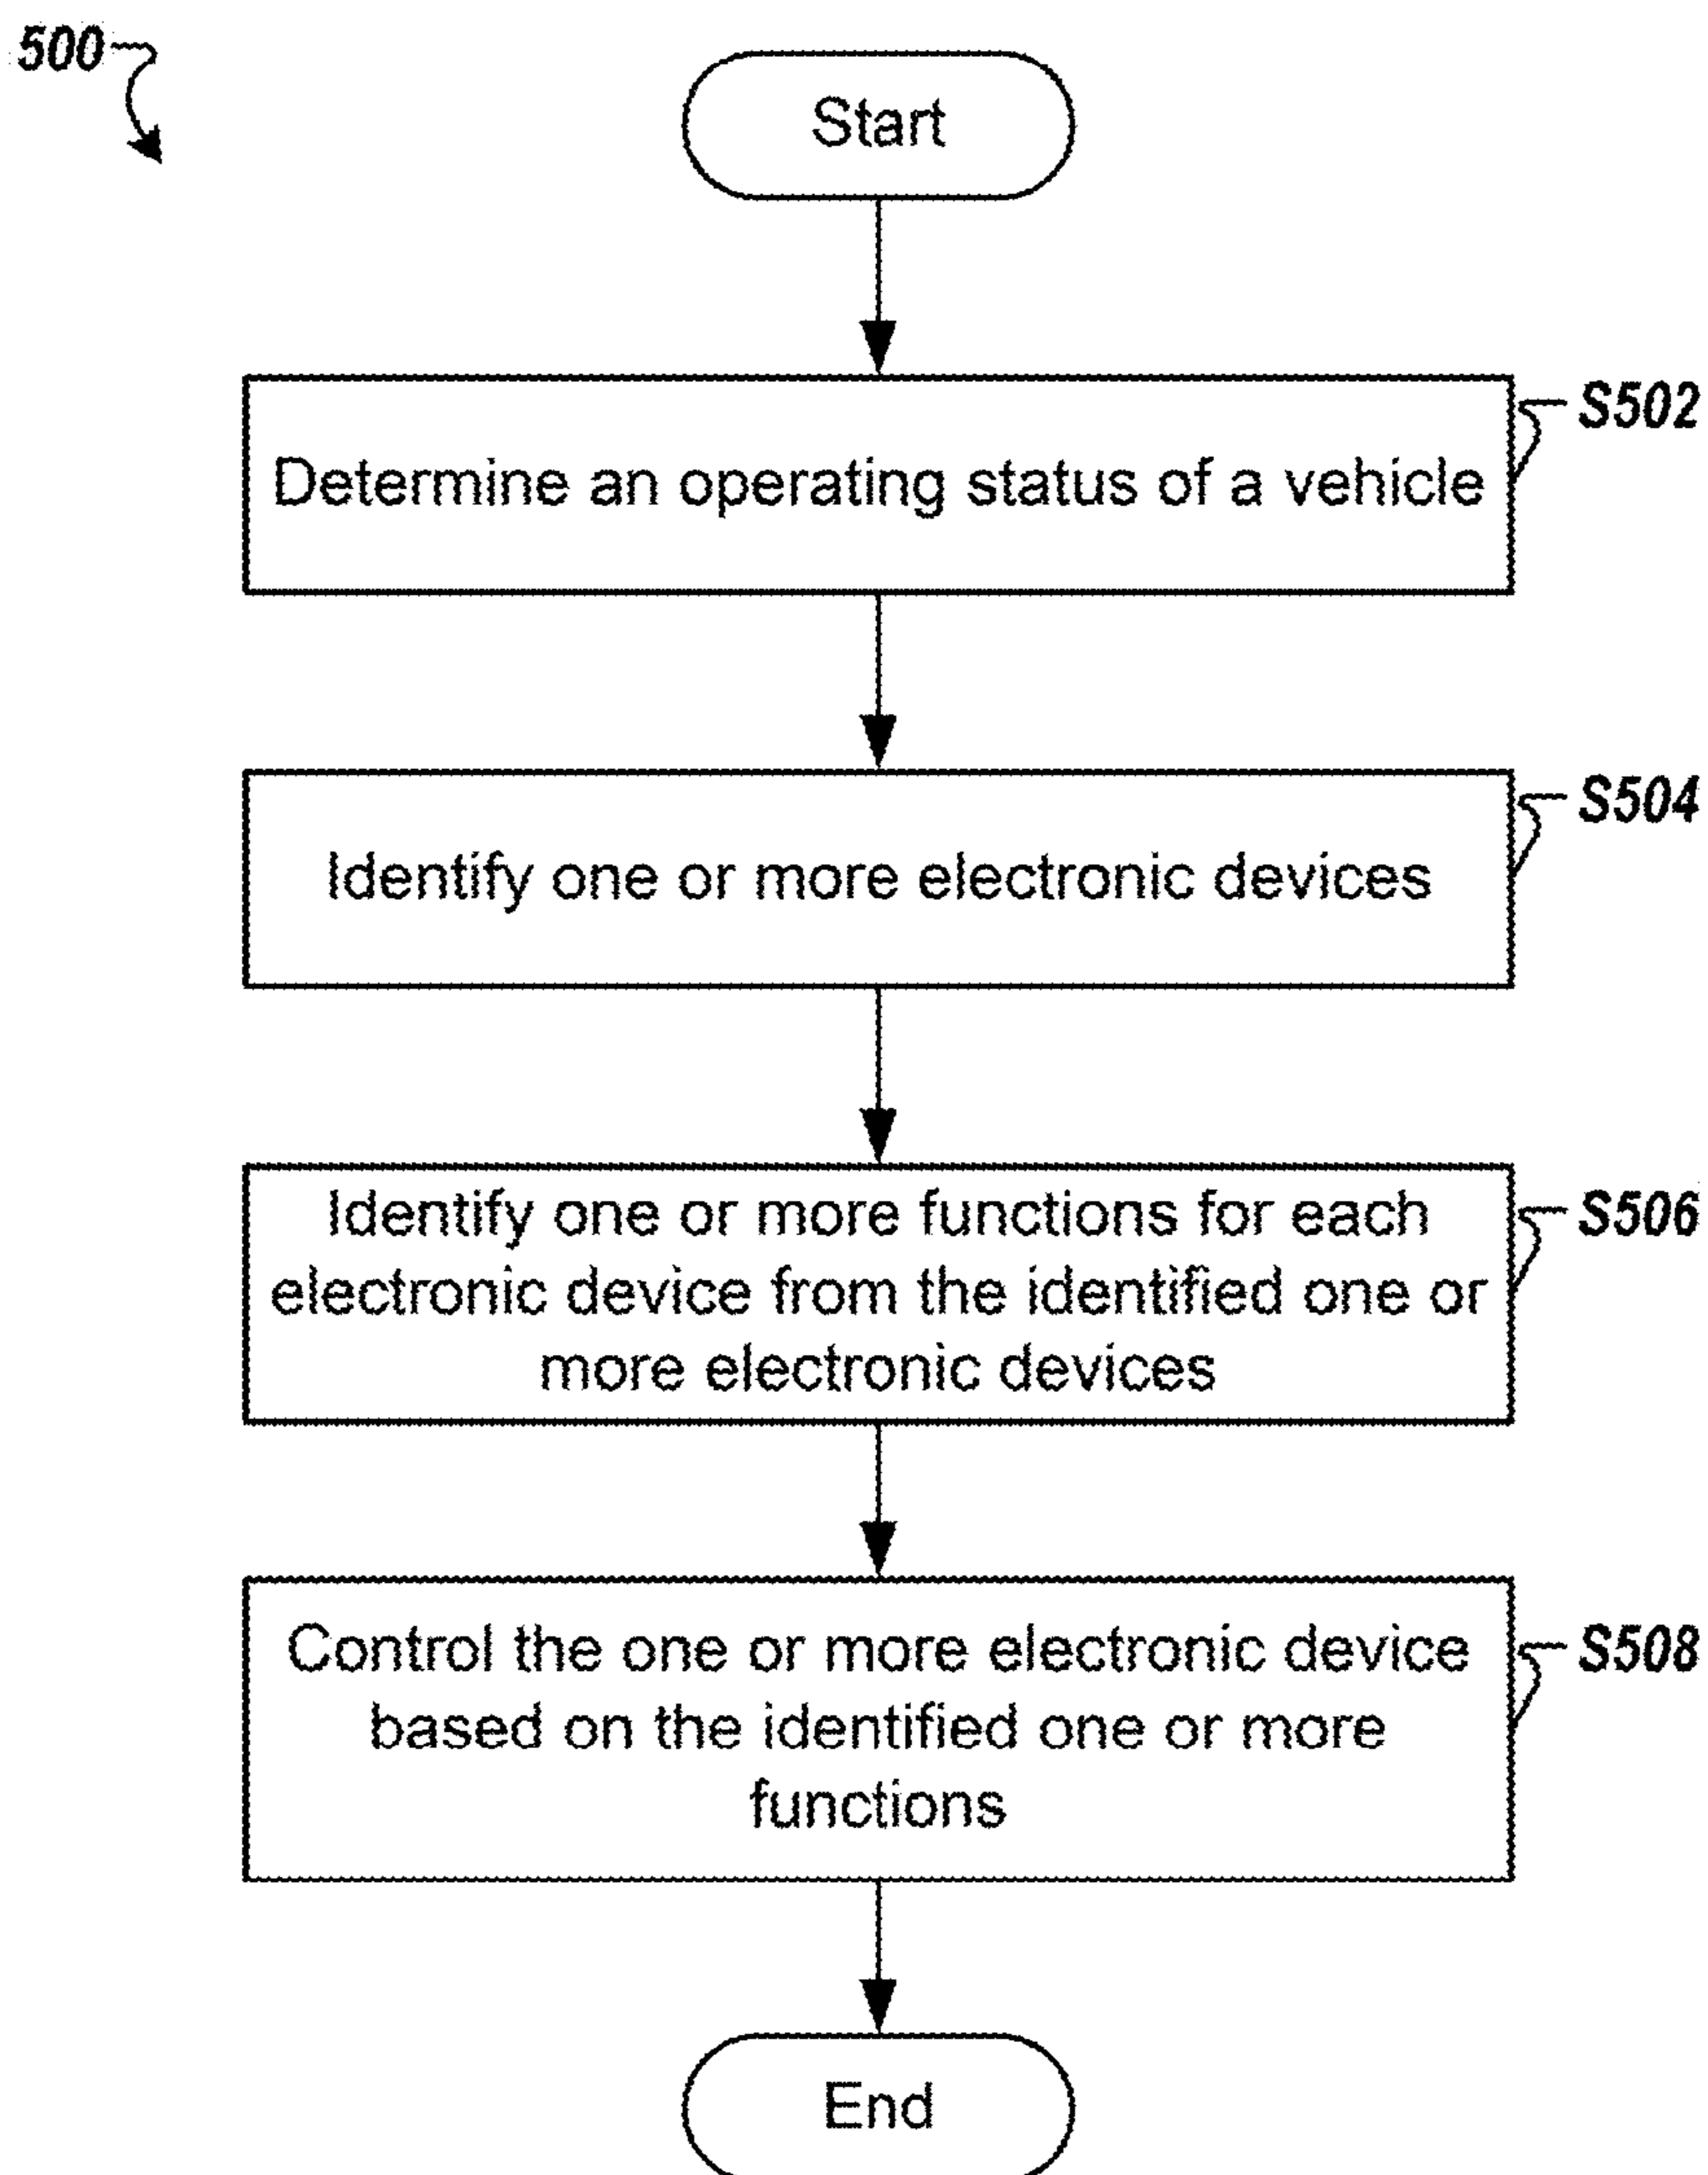 500
Start
S502
Determine an operating status of a vehicle
S504
Identify one or more electronic devices
S506
Identify one or more functions for each
electronic device from the identified one or
more electronic devices
S508
Control the one or more electronic device
based on the identified one or more
functions
End